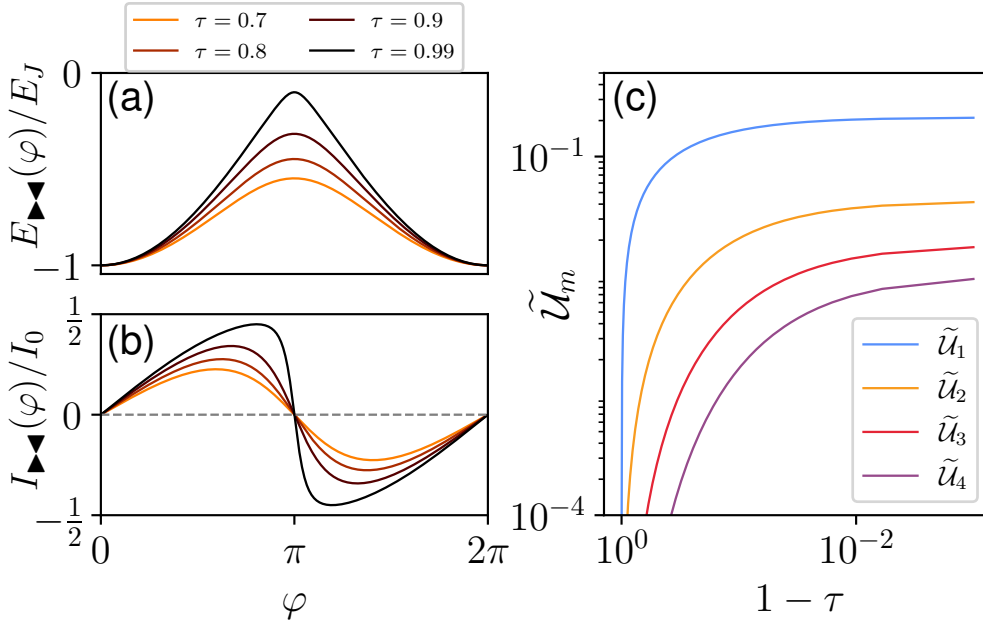 τ = 0.7
τ = 0.8
τ = 0.9
τ = 0.99
(a)
E▶◀(φ)/E_J
0
−1
(b)
I▶◀(φ)/I_0
1/2
0
−1/2
0
π
2π
φ
(c)
Ũ_m
10^{-1}
10^{-4}
10^0
10^{-2}
1 − τ
Ũ_1
Ũ_2
Ũ_3
Ũ_4